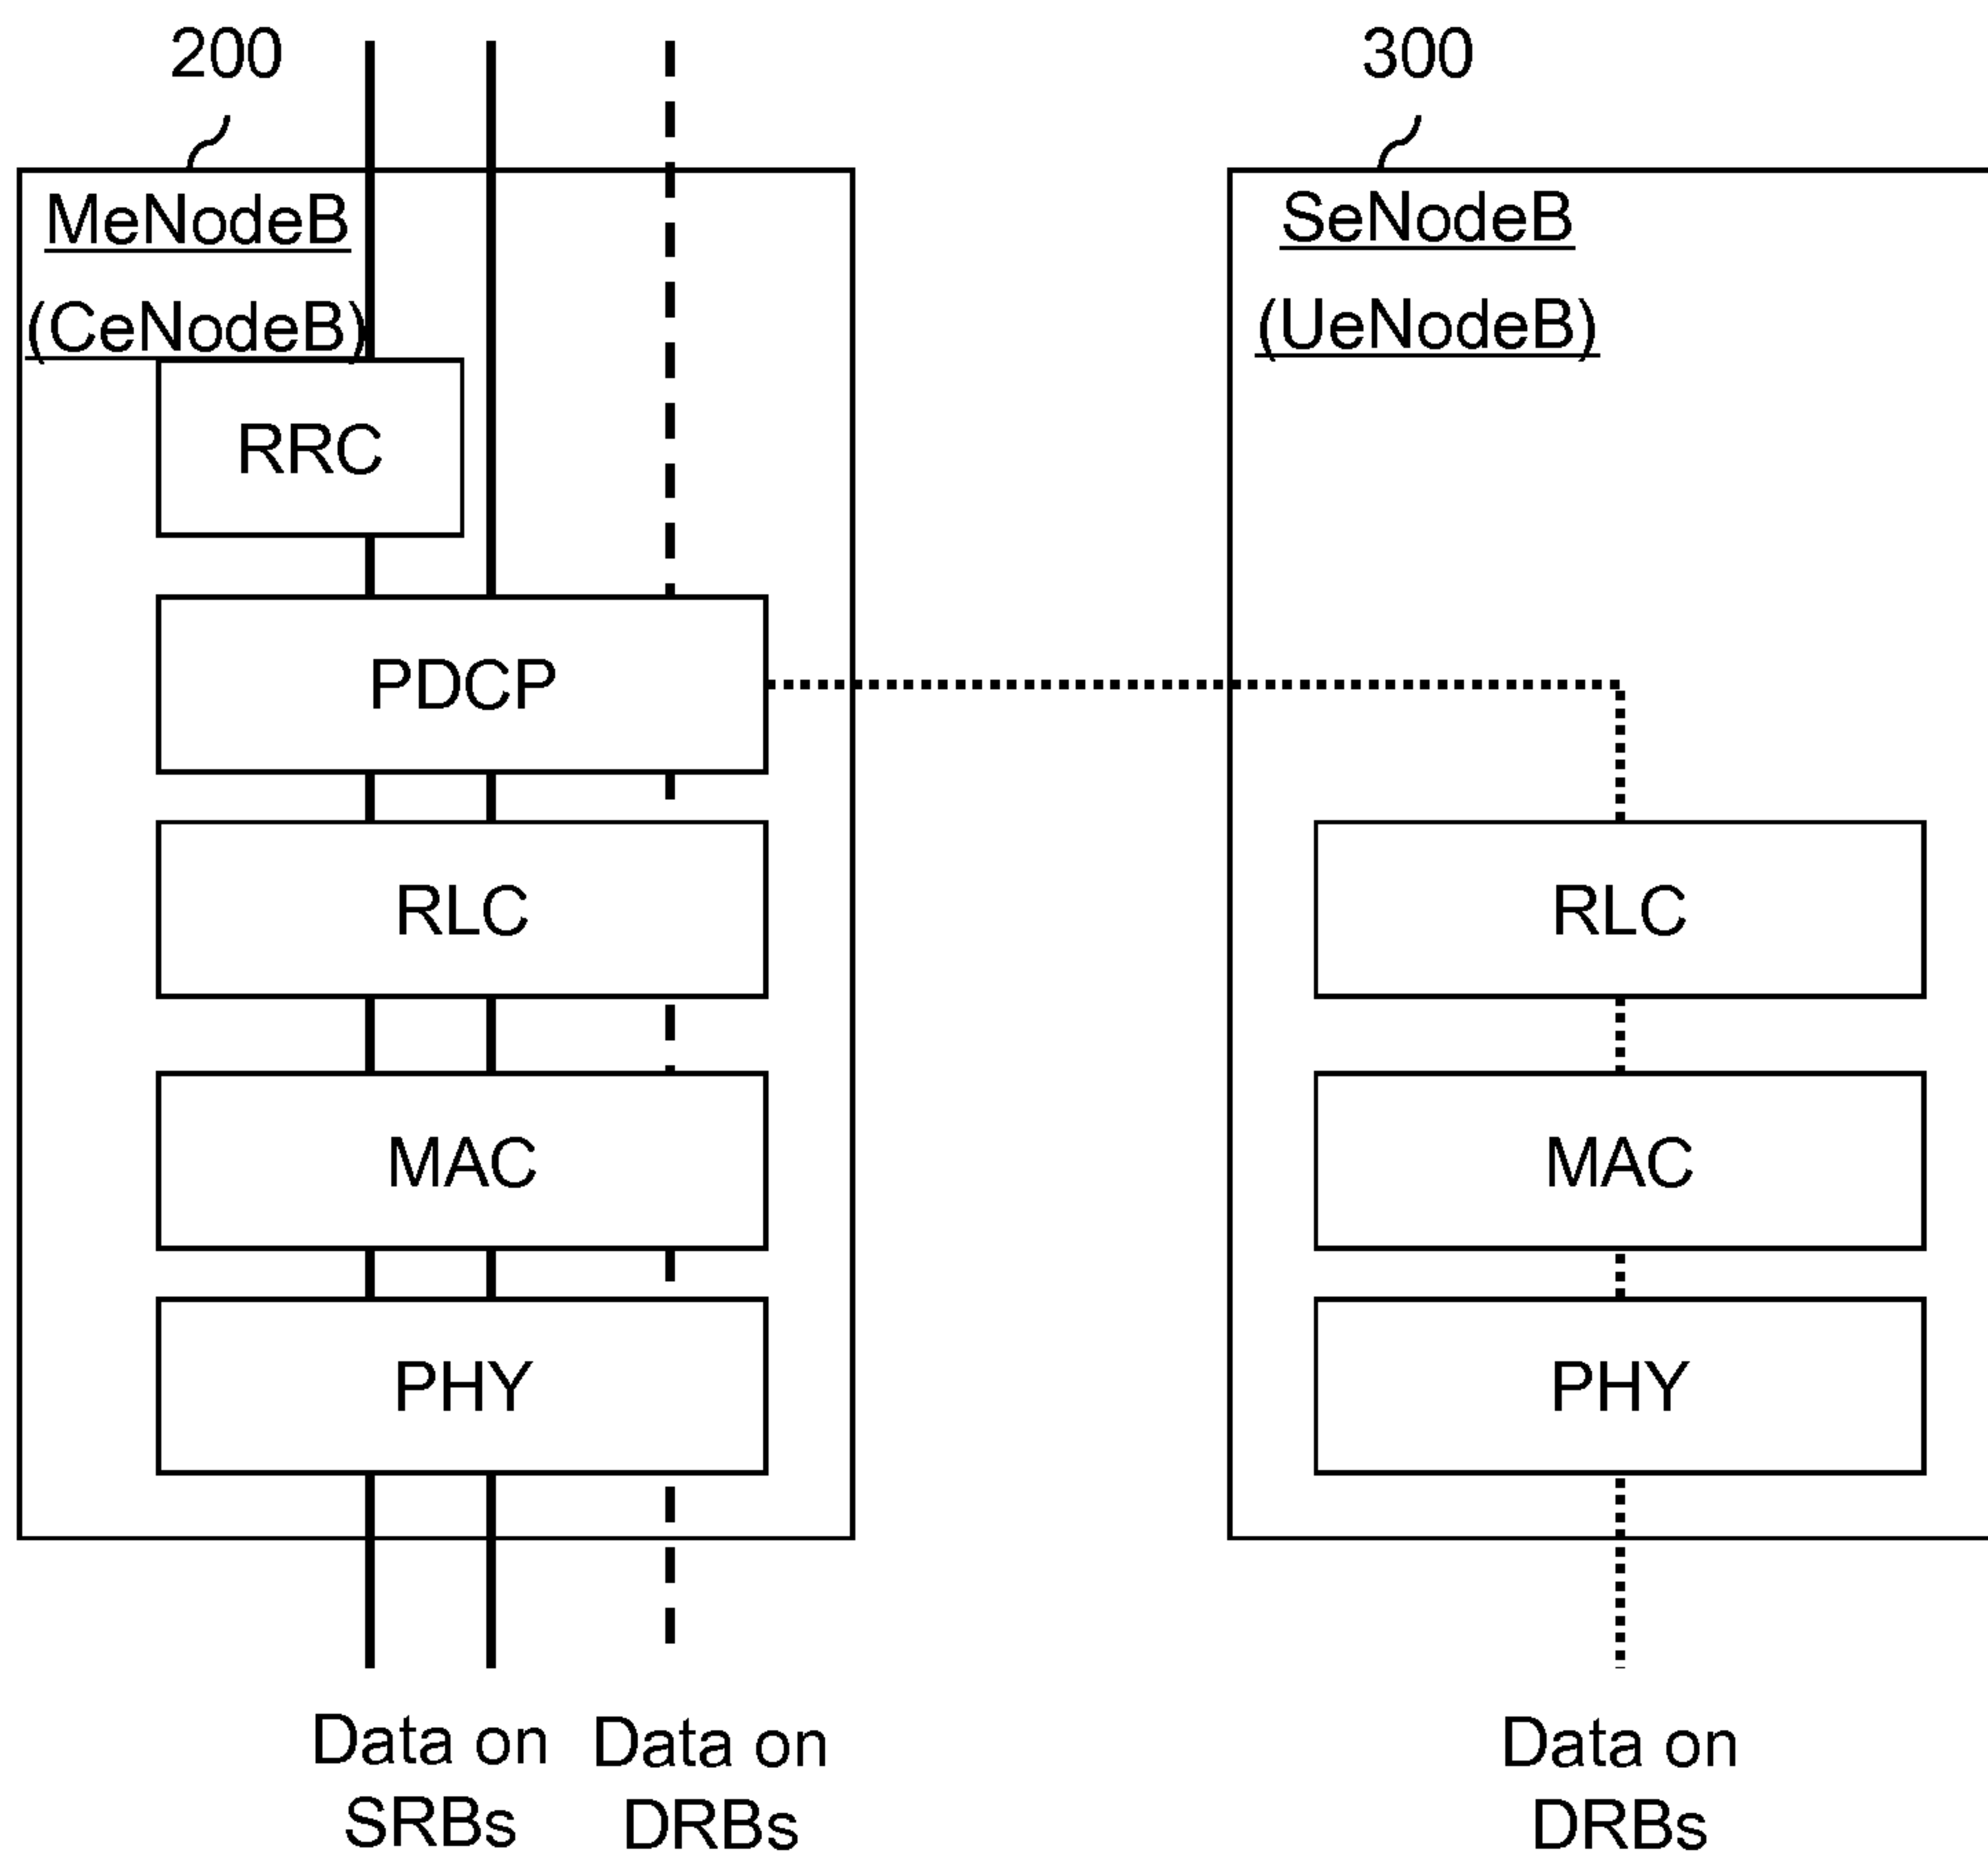 200
MeNodeB
(CeNodeB)
RRC
PDCP
RLC
MAC
PHY
Data on
SRBs
Data on
DRBs
300
SeNodeB
(UeNodeB)
RLC
MAC
PHY
Data on
DRBs